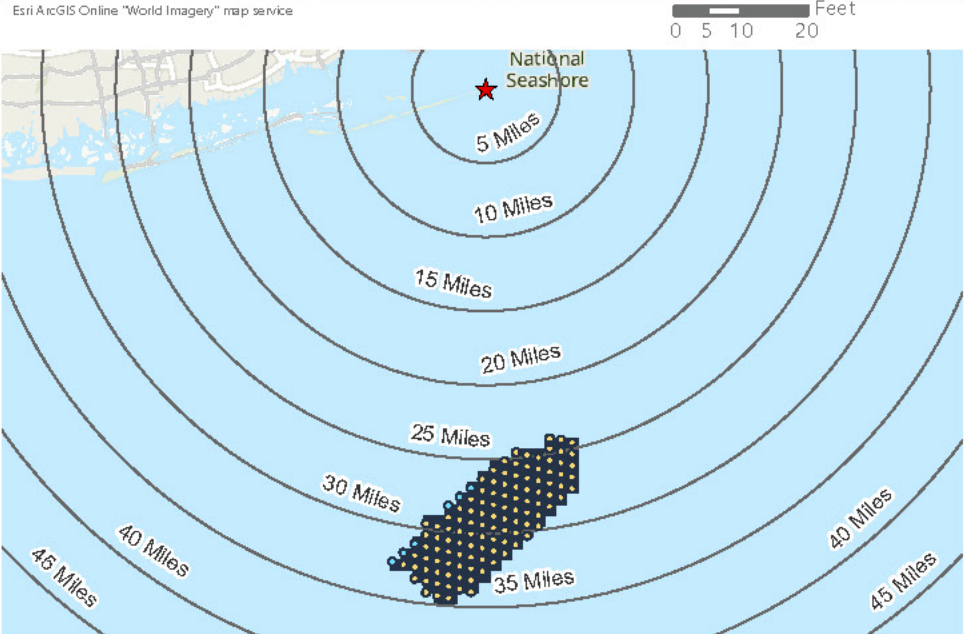 Esri ArcGIS Online "World Imagery" map service
Feet
0 5 10 20
National
Seashore
5 Miles
10 Miles
15 Miles
20 Miles
25 Miles
30 Miles
35 Miles
40 Miles
40 Miles
45 Miles
45 Miles